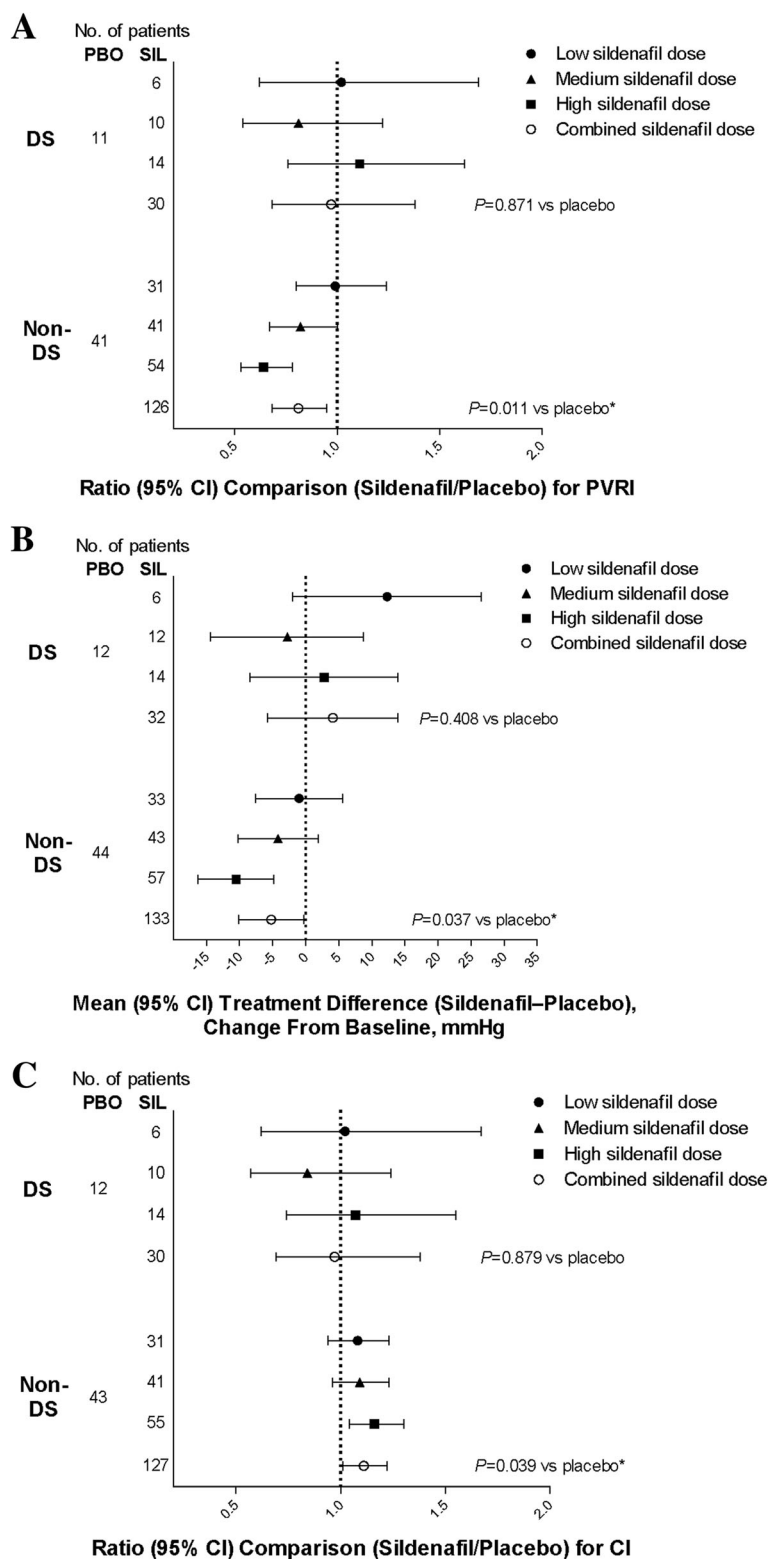 A
No. of patients
PBO SIL
Low sildenafil dose
Medium sildenafil dose
High sildenafil dose
Combined sildenafil dose
DS
11
6
10
14
30
P=0.871 vs placebo
Non-
DS
41
31
41
54
126
P=0.011 vs placebo*
0.5 1.0 1.5 2.0
Ratio (95% CI) Comparison (Sildenafil/Placebo) for PVRI
B
No. of patients
PBO SIL
Low sildenafil dose
Medium sildenafil dose
High sildenafil dose
Combined sildenafil dose
DS
12
6
12
14
32
P=0.408 vs placebo
Non-
DS
44
33
43
57
133
P=0.037 vs placebo*
-15 -10 -5 0 5 10 15 20 25 30 35
Mean (95% CI) Treatment Difference (Sildenafil–Placebo),
Change From Baseline, mmHg
C
No. of patients
PBO SIL
Low sildenafil dose
Medium sildenafil dose
High sildenafil dose
Combined sildenafil dose
DS
12
6
10
14
30
P=0.879 vs placebo
Non-
DS
43
31
41
55
127
P=0.039 vs placebo*
0.5 1.0 1.5 2.0
Ratio (95% CI) Comparison (Sildenafil/Placebo) for CI